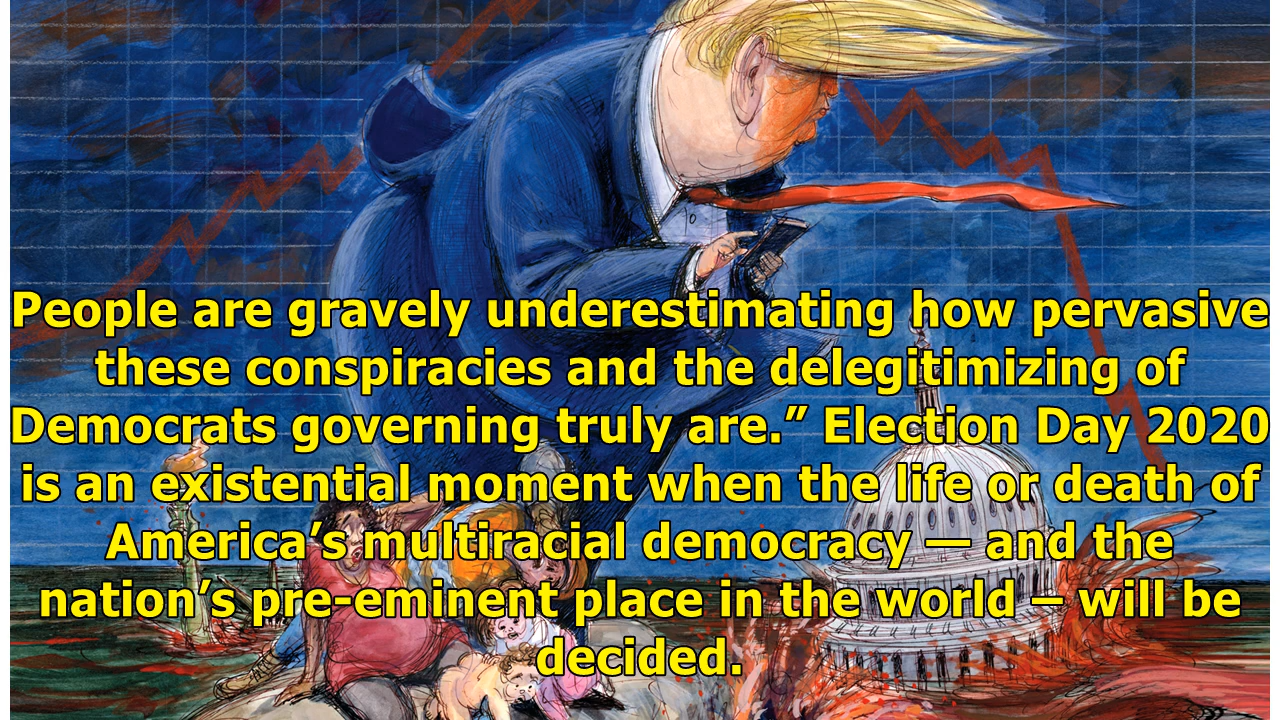 People are gravely underestimating how pervasive
these conspiracies and the delegitimizing of
Democrats governing truly are.” Election Day 2020
is an existential moment when the life or death of
America’s multiracial democracy — and the
nation’s pre-eminent place in the world – will be
decided.